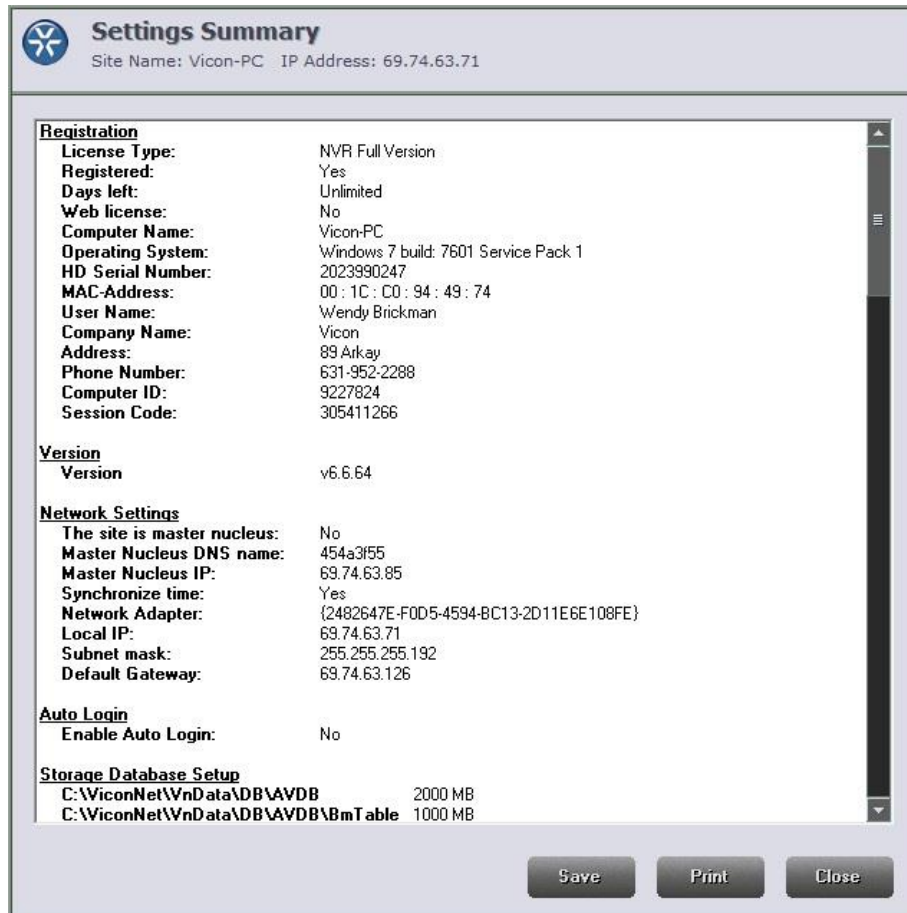 Settings Summary
Site Name: Vicon-PC IP Address: 69.74.63.71
Registration
License Type: NVR Full Version
Registered: Yes
Days left: Unlimited
Web license: No
Computer Name: Vicon-PC
Operating System: Windows 7 build: 7601 Service Pack 1
HD Serial Number: 2023990247
MAC-Address: 00 : 1C : C0 : 94 : 49 : 74
User Name: Wendy Brickman
Company Name: Vicon
Address: 89 Arkay
Phone Number: 631-952-2288
Computer ID: 9227824
Session Code: 305411266
Version
Version v6.6.64
Network Settings
The site is master nucleus: No
Master Nucleus DNS name: 454a3f55
Master Nucleus IP: 69.74.63.85
Synchronize time: Yes
Network Adapter: {2482647E-F0D5-4594-BC13-2D11E6E108FE}
Local IP: 69.74.63.71
Subnet mask: 255.255.255.192
Default Gateway: 69.74.63.126
Auto Login
Enable Auto Login: No
Storage Database Setup
C:\ViconNet\VnData\DB\AVDB 2000 MB
C:\ViconNet\VnData\DB\AVDB\BmTable 1000 MB
Save Print Close